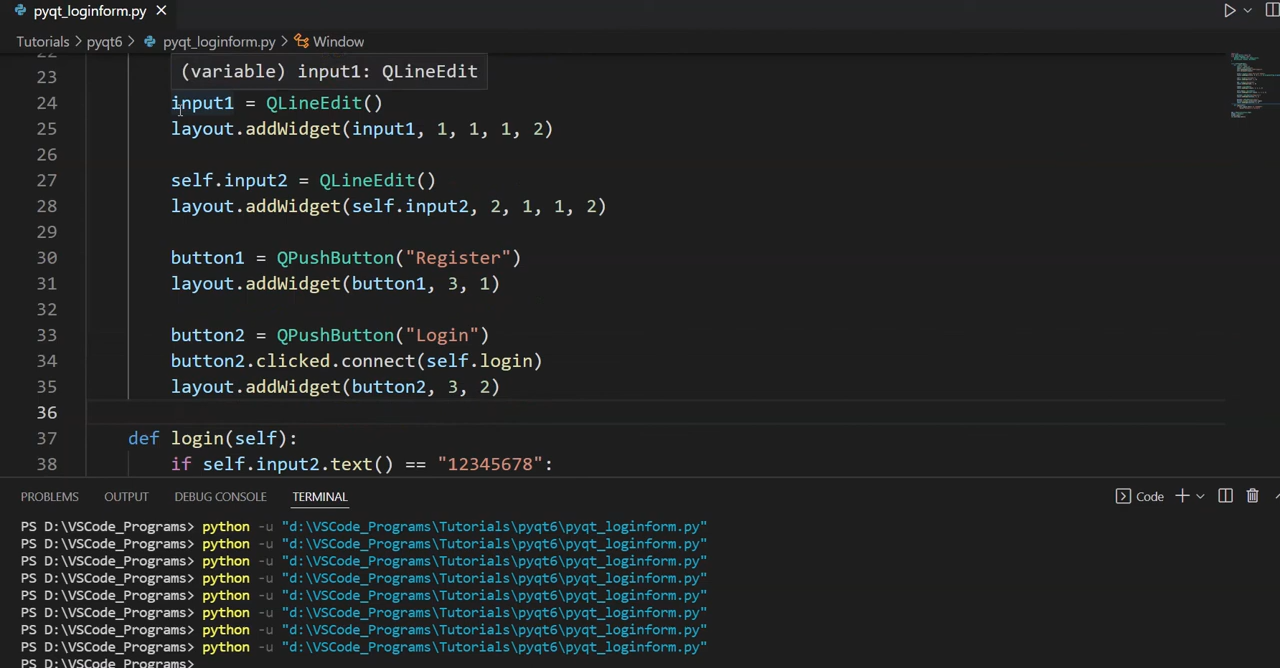 pyqt_loginform.py
Tutorials > pyqt6 > pyqt_loginform.py > Window
22
23
(variable) input1: QLineEdit
24 input1 = QLineEdit()
25 layout.addWidget(input1, 1, 1, 1, 2)
26
27 self.input2 = QLineEdit()
28 layout.addWidget(self.input2, 2, 1, 1, 2)
29
30 button1 = QPushButton("Register")
31 layout.addWidget(button1, 3, 1)
32
33 button2 = QPushButton("Login")
34 button2.clicked.connect(self.login)
35 layout.addWidget(button2, 3, 2)
36
37 def login(self):
38 if self.input2.text() == "12345678":
PROBLEMS OUTPUT DEBUG CONSOLE TERMINAL Code
PS D:\VSCode_Programs> python -u "d:\VSCode_Programs\Tutorials\pyqt6\pyqt_loginform.py"
PS D:\VSCode_Programs> python -u "d:\VSCode_Programs\Tutorials\pyqt6\pyqt_loginform.py"
PS D:\VSCode_Programs> python -u "d:\VSCode_Programs\Tutorials\pyqt6\pyqt_loginform.py"
PS D:\VSCode_Programs> python -u "d:\VSCode_Programs\Tutorials\pyqt6\pyqt_loginform.py"
PS D:\VSCode_Programs> python -u "d:\VSCode_Programs\Tutorials\pyqt6\pyqt_loginform.py"
PS D:\VSCode_Programs> python -u "d:\VSCode_Programs\Tutorials\pyqt6\pyqt_loginform.py"
PS D:\VSCode_Programs> python -u "d:\VSCode_Programs\Tutorials\pyqt6\pyqt_loginform.py"
PS D:\VSCode_Programs> python -u "d:\VSCode_Programs\Tutorials\pyqt6\pyqt_loginform.py"
PS D:\VSCode_Programs>